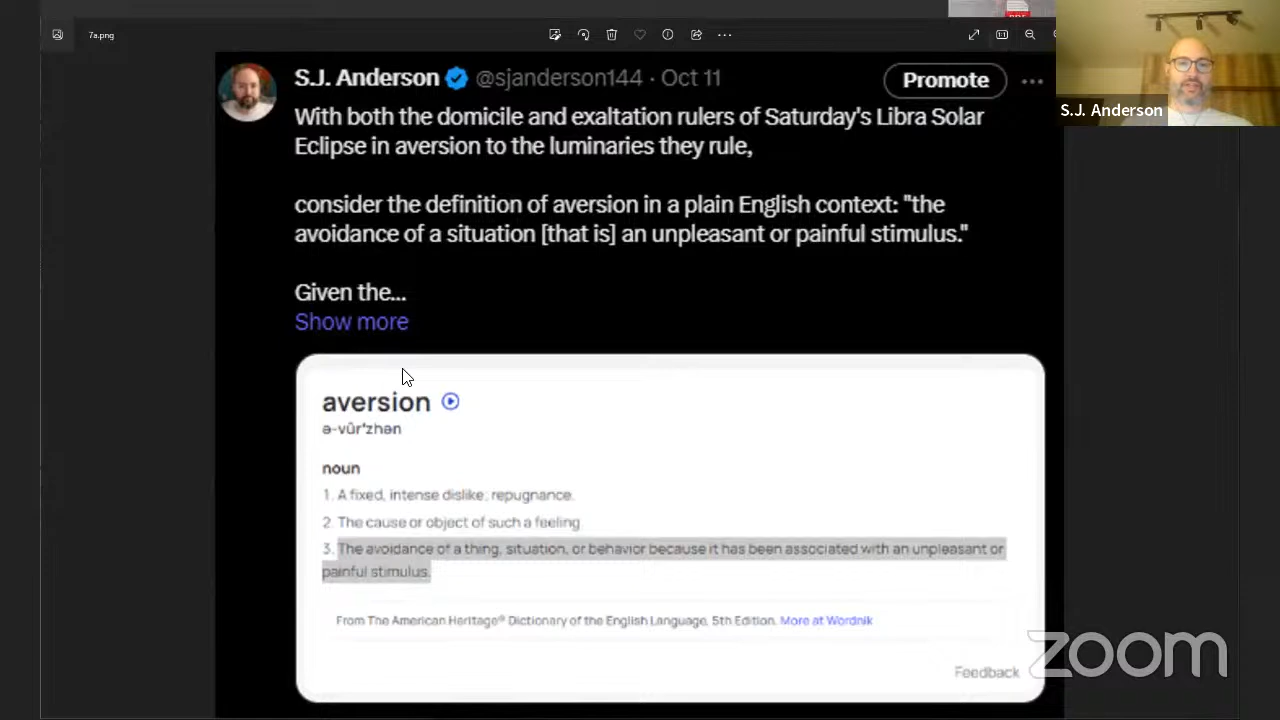 7a.png
S.J. Anderson @sjanderson144 · Oct 11
Promote
With both the domicile and exaltation rulers of Saturday's Libra Solar
Eclipse in aversion to the luminaries they rule,
consider the definition of aversion in a plain English context: "the
avoidance of a situation [that is] an unpleasant or painful stimulus."
Given the...
Show more
aversion
ə-vûr′zhən
noun
1. A fixed, intense dislike; repugnance.
2. The cause or object of such a feeling
3. The avoidance of a thing, situation, or behavior because it has been associated with an unpleasant or
painful stimulus.
From The American Heritage® Dictionary of the English Language, 5th Edition. More at Wordnik
Feedback
S.J. Anderson
zoom